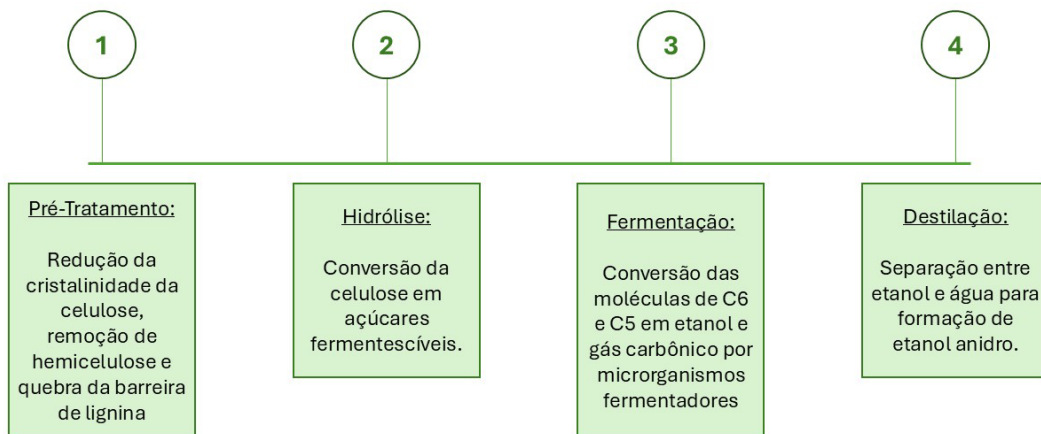 1
2
3
4
Pré-Tratamento:
Redução da
cristalinidade da
celulose,
remoção de
hemicelulose e
quebra da barreira
de lignina
Hidrólise:
Conversão da
celulose em
açúcares
fermentescíveis.
Fermentação:
Conversão das
moléculas de C6
e C5 em etanol e
gás carbônico por
microrganismos
fermentadores
Destilação:
Separação entre
etanol e água para
formação de
etanol anidro.